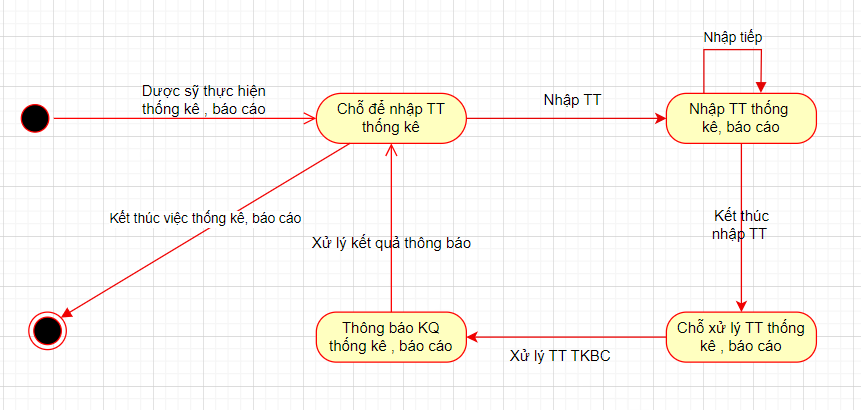 Nhập tiếp
Dược sỹ thực hiện
thống kê , báo cáo
Chỗ để nhập TT
thống kê
Nhập TT
Nhập TT thống
kê, báo cáo
Kết thúc việc thống kê, báo cáo
Xử lý kết quả thông báo
Kết thúc
nhập TT
Thông báo KQ
thống kê , báo cáo
Xử lý TT TKBC
Chỗ xử lý TT thống
kê , báo cáo